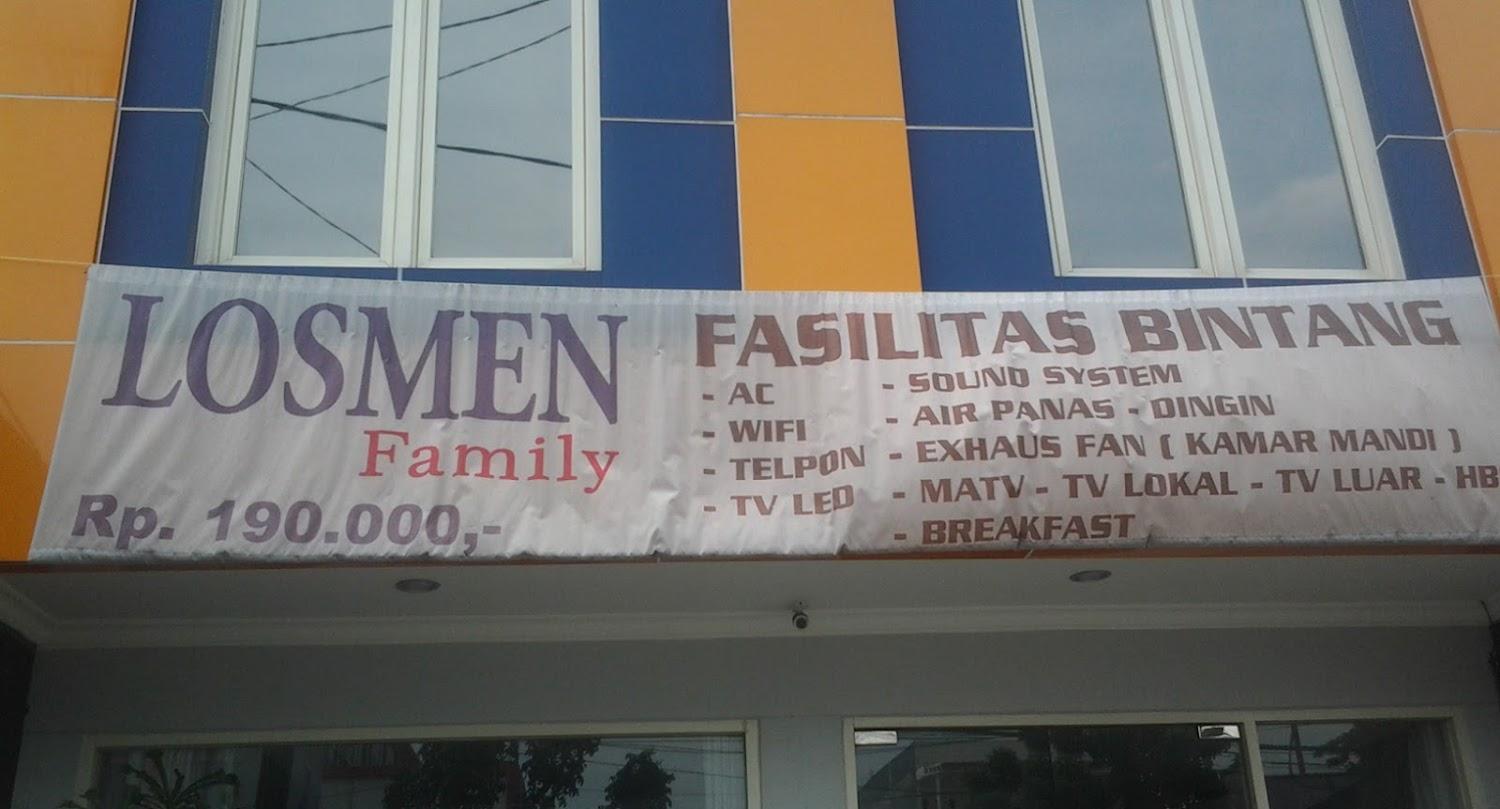 LOSMEN
Family
Rp. 190.000,-
FASILITAS BINTANG
- AC
- WIFI
- TELPON
- TV LED
- SOUND SYSTEM
- AIR PANAS - DINGIN
- EXHAUS FAN ( KAMAR MANDI )
- MATV - TV LOKAL - TV LUAR - HB
- BREAKFAST